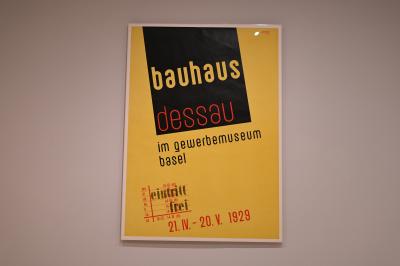 bauhaus
dessau
im gewerbemuseum
basel
eintritt
frei
21. IV. - 20. V. 1929